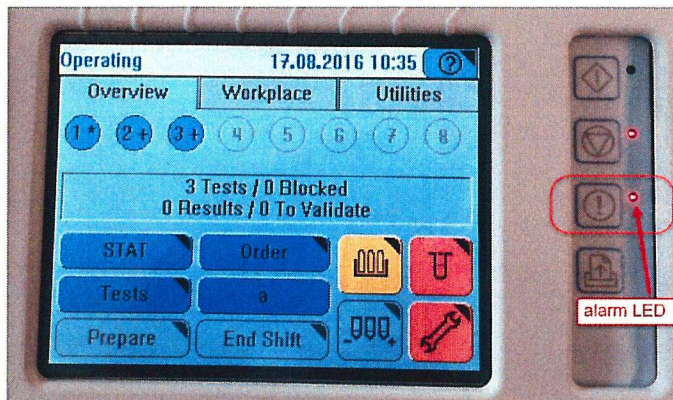 Operating 17.08.2016 10:35 ?
Overview Workplace Utilities
1 * 2 + 3 + 4 5 6 7 8
3 Tests / 0 Blocked
0 Results / 0 To Validate
STAT Order
Tests a
Prepare End Shift
alarm LED